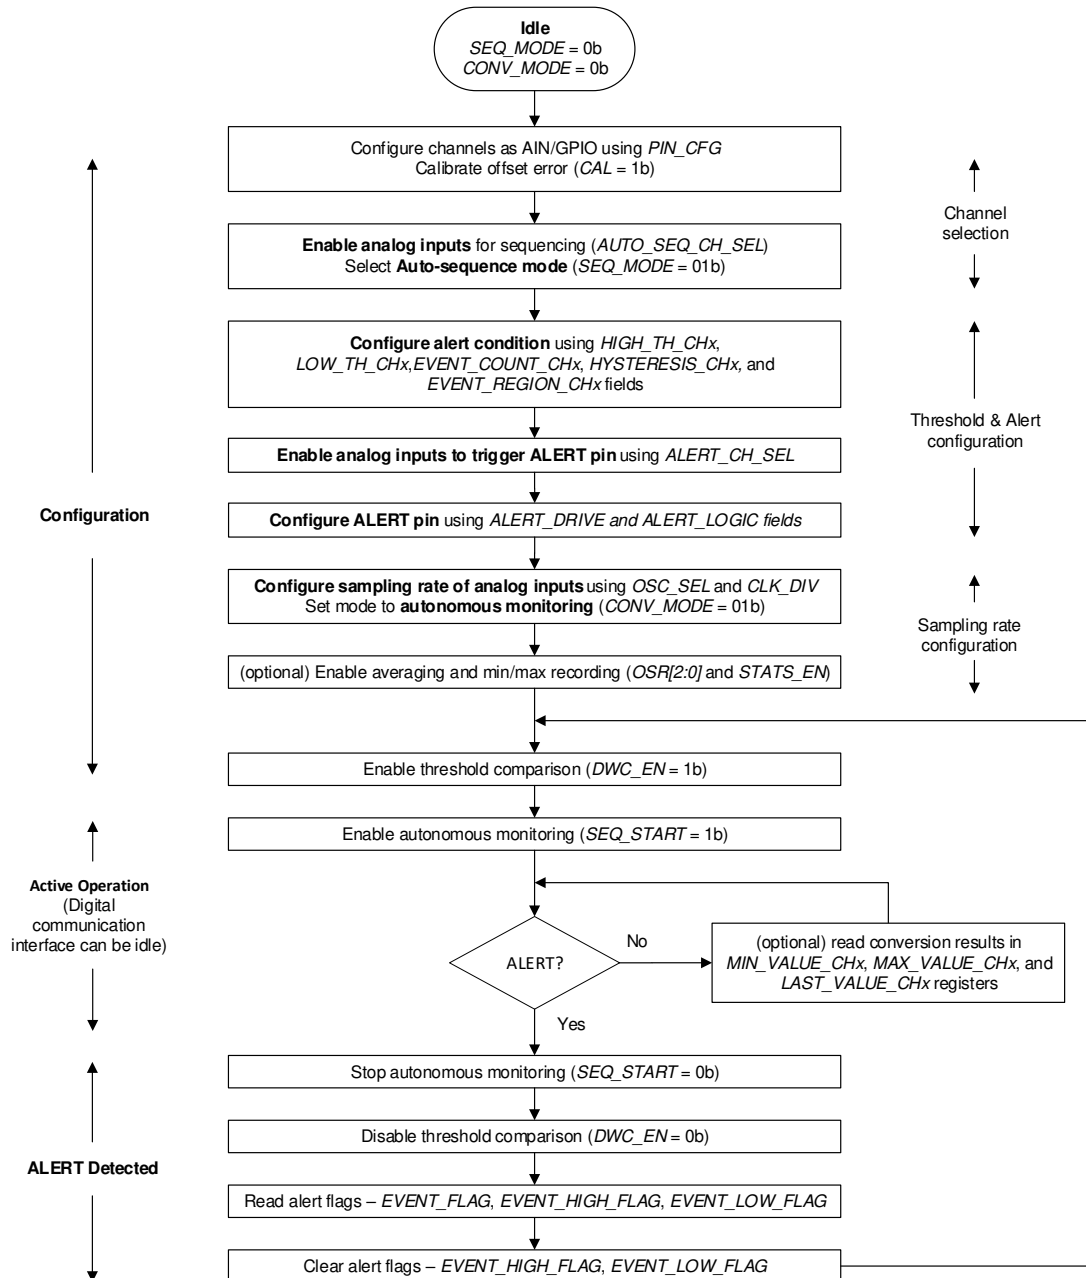 Idle
SEQ_MODE = 0b
CONV_MODE = 0b
Configure channels as AIN/GPIO using PIN_CFG
Calibrate offset error (CAL = 1b)
Channel
selection
Enable analog inputs for sequencing (AUTO_SEQ_CH_SEL)
Select Auto-sequence mode (SEQ_MODE = 01b)
Configure alert condition using HIGH_TH_CHx,
LOW_TH_CHx,EVENT_COUNT_CHx, HYSTERESIS_CHx, and
EVENT_REGION_CHx fields
Threshold & Alert
configuration
Enable analog inputs to trigger ALERT pin using ALERT_CH_SEL
Configuration
Configure ALERT pin using ALERT_DRIVE and ALERT_LOGIC fields
Configure sampling rate of analog inputs using OSC_SEL and CLK_DIV
Set mode to autonomous monitoring (CONV_MODE = 01b)
Sampling rate
configuration
(optional) Enable averaging and min/max recording (OSR[2:0] and STATS_EN)
Enable threshold comparison (DWC_EN = 1b)
Enable autonomous monitoring (SEQ_START = 1b)
Active Operation
(Digital
communication
interface can be idle)
ALERT?
No
(optional) read conversion results in
MIN_VALUE_CHx, MAX_VALUE_CHx, and
LAST_VALUE_CHx registers
Yes
Stop autonomous monitoring (SEQ_START = 0b)
Disable threshold comparison (DWC_EN = 0b)
ALERT Detected
Read alert flags – EVENT_FLAG, EVENT_HIGH_FLAG, EVENT_LOW_FLAG
Clear alert flags – EVENT_HIGH_FLAG, EVENT_LOW_FLAG